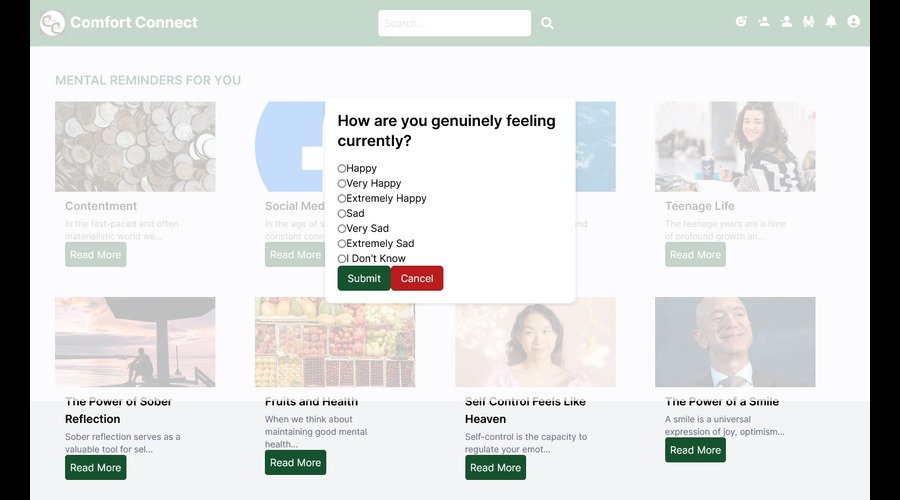 CC Comfort Connect
Search...
MENTAL REMINDERS FOR YOU
How are you genuinely feeling
currently?
Happy
Very Happy
Extremely Happy
Sad
Very Sad
Extremely Sad
I Don't Know
Submit Cancel
Contentment
In the fast-paced and often
materialistic world we...
Read More
Social Med
In the age of s
constant conn
Read More
nd
Teenage Life
The teenage years are a time
of profound growth an...
Read More
The Power of Sober
Reflection
Sober reflection serves as a
valuable tool for sel...
Read More
Fruits and Health
When we think about
maintaining good mental
health...
Read More
Self Control Feels Like
Heaven
Self-control is the capacity to
regulate your emot...
Read More
The Power of a Smile
A smile is a universal
expression of joy, optimism...
Read More